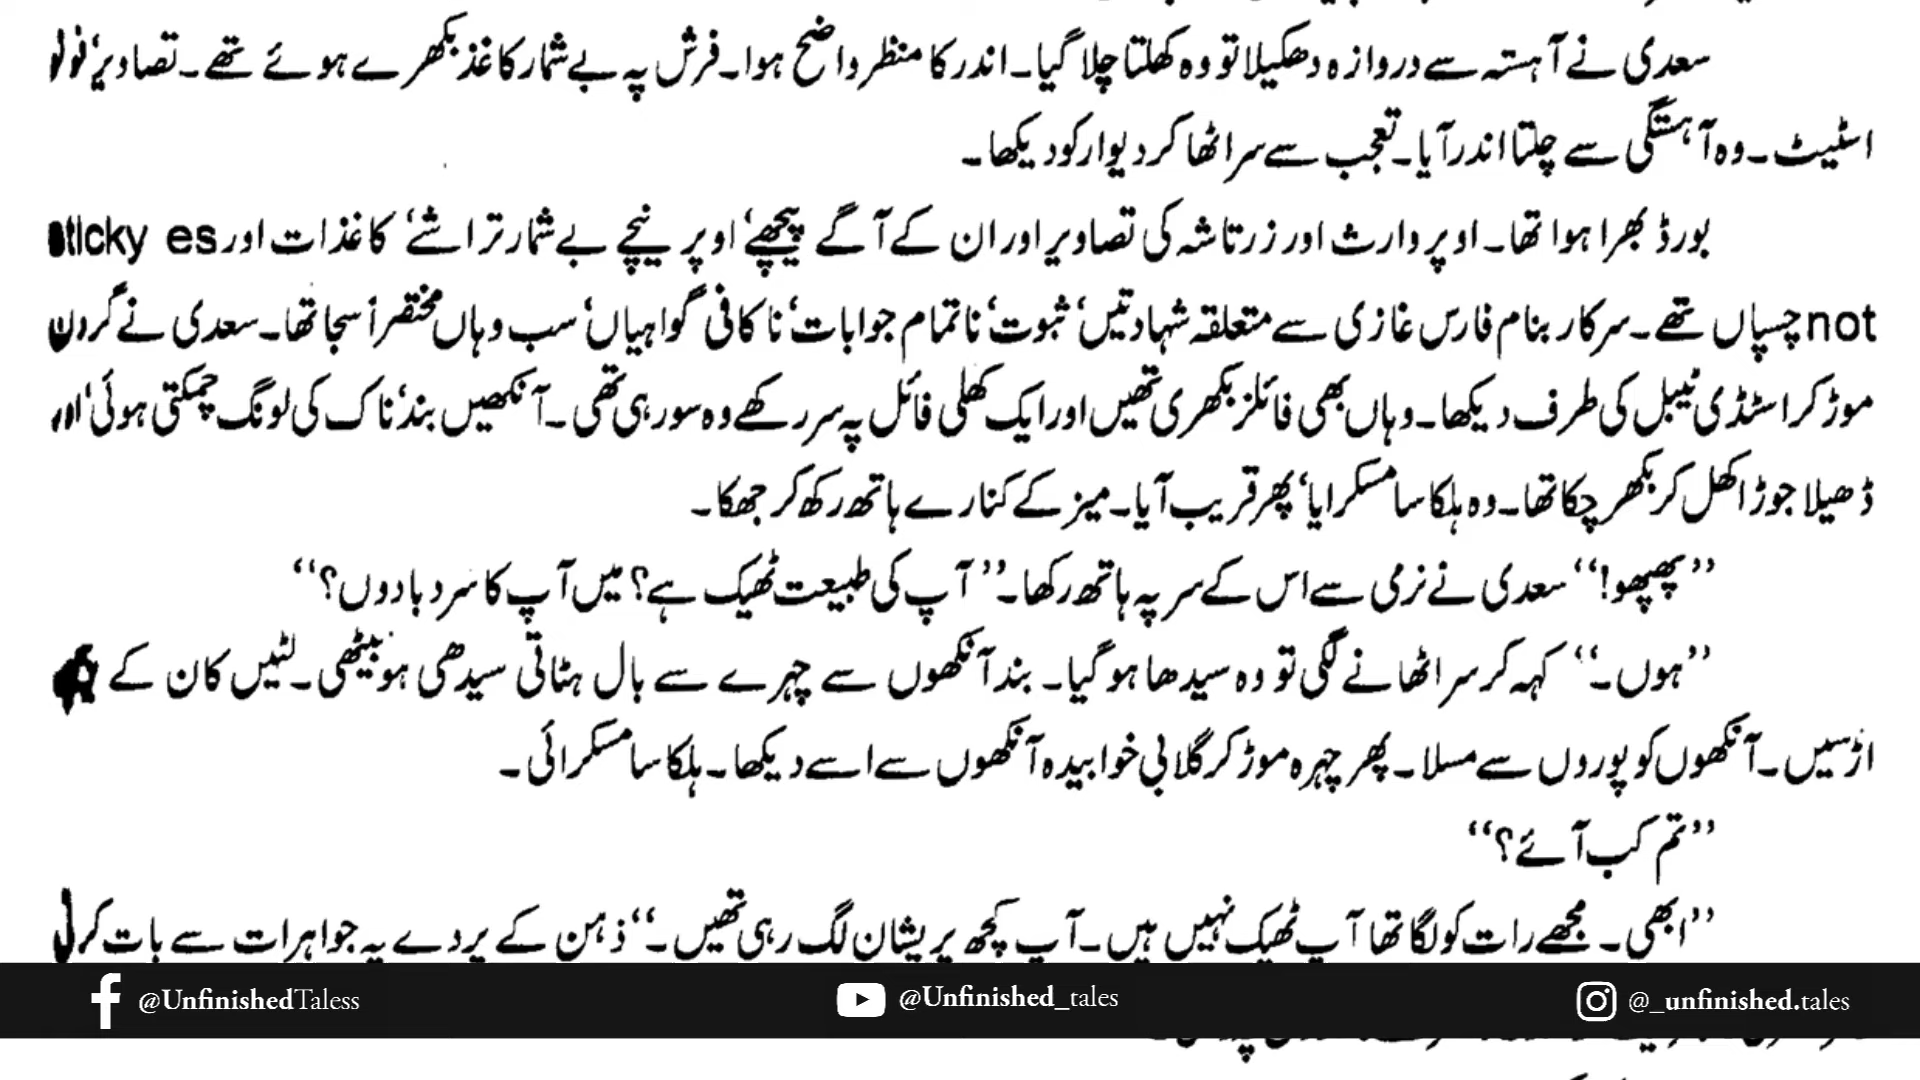 سعدی نے آہستہ سے دروازہ دھکیلا تو وہ کھلتا چلا گیا۔ اندر کا منظر واضح ہوا۔ فرش پہ بے شمار کاغذ بکھرے ہوئے تھے۔ تصاویر، فوٹو
اسٹیٹ۔ وہ آہستگی سے چلتا اندر آیا۔ تعجب سے سر اٹھا کر دیوار کو دیکھا۔
بورڈ بھرا ہوا تھا۔ اوپر وارث اور زرتاشہ کی تصاویر اور ان کے آگے پیچھے، اوپر نیچے بے شمار تراشے، کاغذات اور sticky es
not چسپاں تھے۔ سرکار بنام فارس غازی سے متعلقہ شہادتیں، ثبوت، ناتمام جوابات، ناکافی گواہیاں، سب وہاں مختصراً سجا تھا۔ سعدی نے گردن
موڑ کر اسٹڈی ٹیبل کی طرف دیکھا۔ وہاں بھی فائلز بکھری تھیں اور ایک کھلی فائل پہ سر رکھے وہ سو رہی تھی۔ آنکھیں بند، ناک کی لونگ چمکتی ہوئی، اور
ڈھیلا جوڑا کھل کر بکھر چکا تھا۔ وہ ہلکا سا مسکرایا، پھر قریب آیا۔ میز کے کنارے ہاتھ رکھ کر جھکا۔
’’پھپھو!‘‘ سعدی نے نرمی سے اس کے سر پہ ہاتھ رکھا۔ ’’آپ کی طبیعت ٹھیک ہے؟ میں آپ کا سر دبا دوں؟‘‘
’’ہوں۔‘‘ کہہ کر سر اٹھانے لگی تو وہ سیدھا ہو گیا۔ بند آنکھوں سے چہرے سے بال ہٹاتی سیدھی ہو بیٹھی۔ لٹیں کان کے
اڑسیں۔ آنکھوں کو پوروں سے مسلا۔ پھر چہرہ موڑ کر گلابی خوابیدہ آنکھوں سے اسے دیکھا۔ ہلکا سا مسکرائی۔
’’تم کب آئے؟‘‘
’’ابھی۔ مجھے رات کو لگا تھا آپ ٹھیک نہیں ہیں۔ آپ کچھ پریشان لگ رہی تھیں۔‘‘ ذہن کے پردے پہ جواہرات سے بات کرتی
@UnfinishedTaless
@Unfinished_tales
@_unfinished.tales